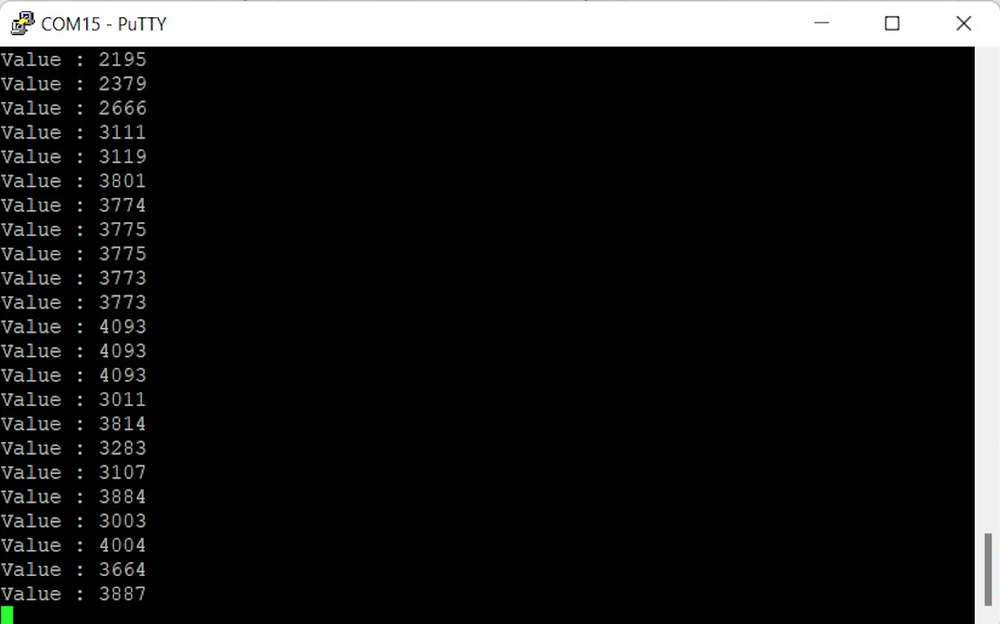 COM15 - PuTTY
Value : 2195
Value : 2379
Value : 2666
Value : 3111
Value : 3119
Value : 3801
Value : 3774
Value : 3775
Value : 3775
Value : 3773
Value : 3773
Value : 4093
Value : 4093
Value : 4093
Value : 3011
Value : 3814
Value : 3283
Value : 3107
Value : 3884
Value : 3003
Value : 4004
Value : 3664
Value : 3887